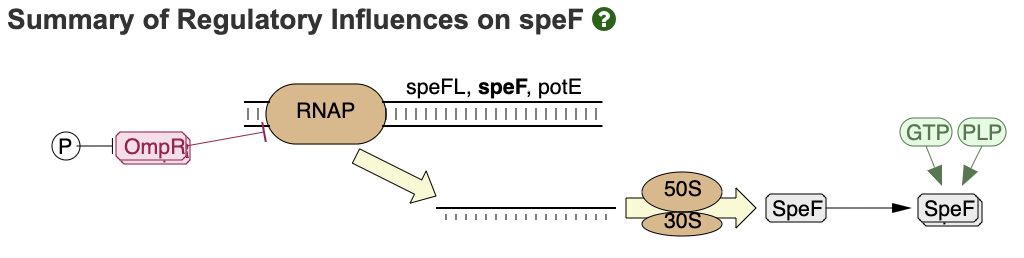 Summary of Regulatory Influences on speF ?
speFL, speF, potE
RNAP
P
OmpR
GTP PLP
50S
30S
SpeF
SpeF